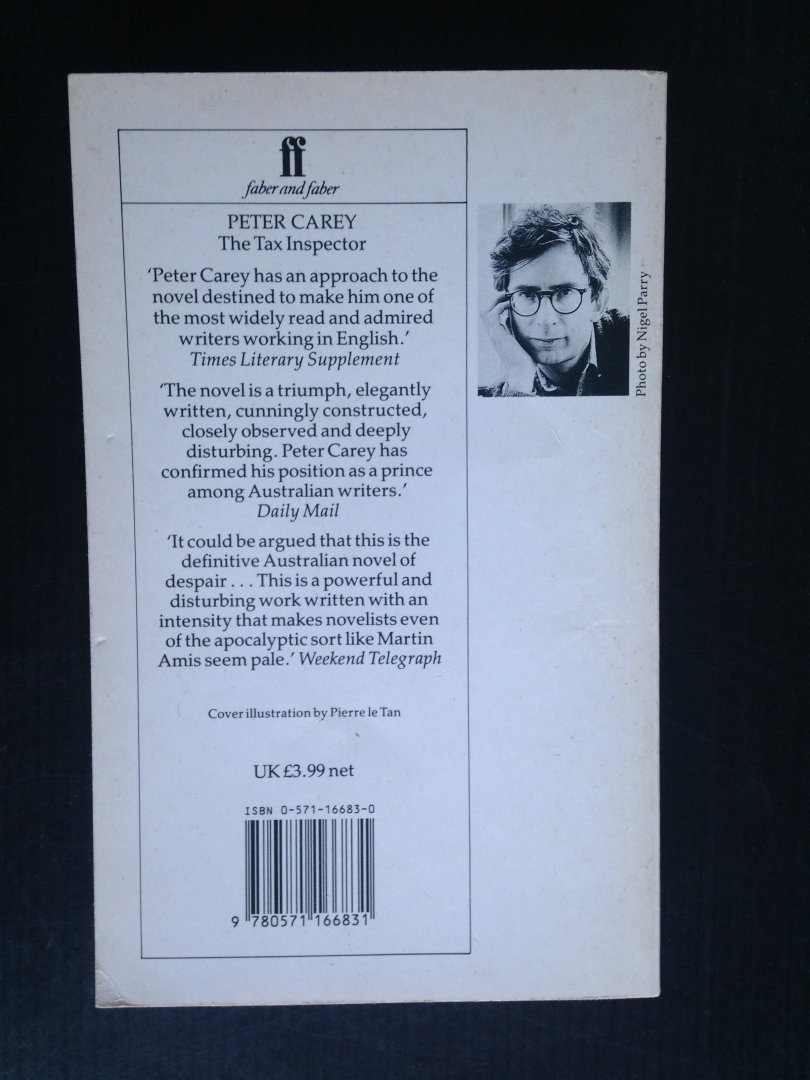 ff
faber and faber
PETER CAREY
The Tax Inspector
‘Peter Carey has an approach to the
novel destined to make him one of
the most widely read and admired
writers working in English.’
Times Literary Supplement
‘The novel is a triumph, elegantly
written, cunningly constructed,
closely observed and deeply
disturbing. Peter Carey has
confirmed his position as a prince
among Australian writers.’
Daily Mail
‘It could be argued that this is the
definitive Australian novel of
despair . . . This is a powerful and
disturbing work written with an
intensity that makes novelists even
of the apocalyptic sort like Martin
Amis seem pale.’ Weekend Telegraph
Cover illustration by Pierre le Tan
UK £3.99 net
ISBN 0-571-16683-0
9 780571 166831
Photo by Nigel Parry